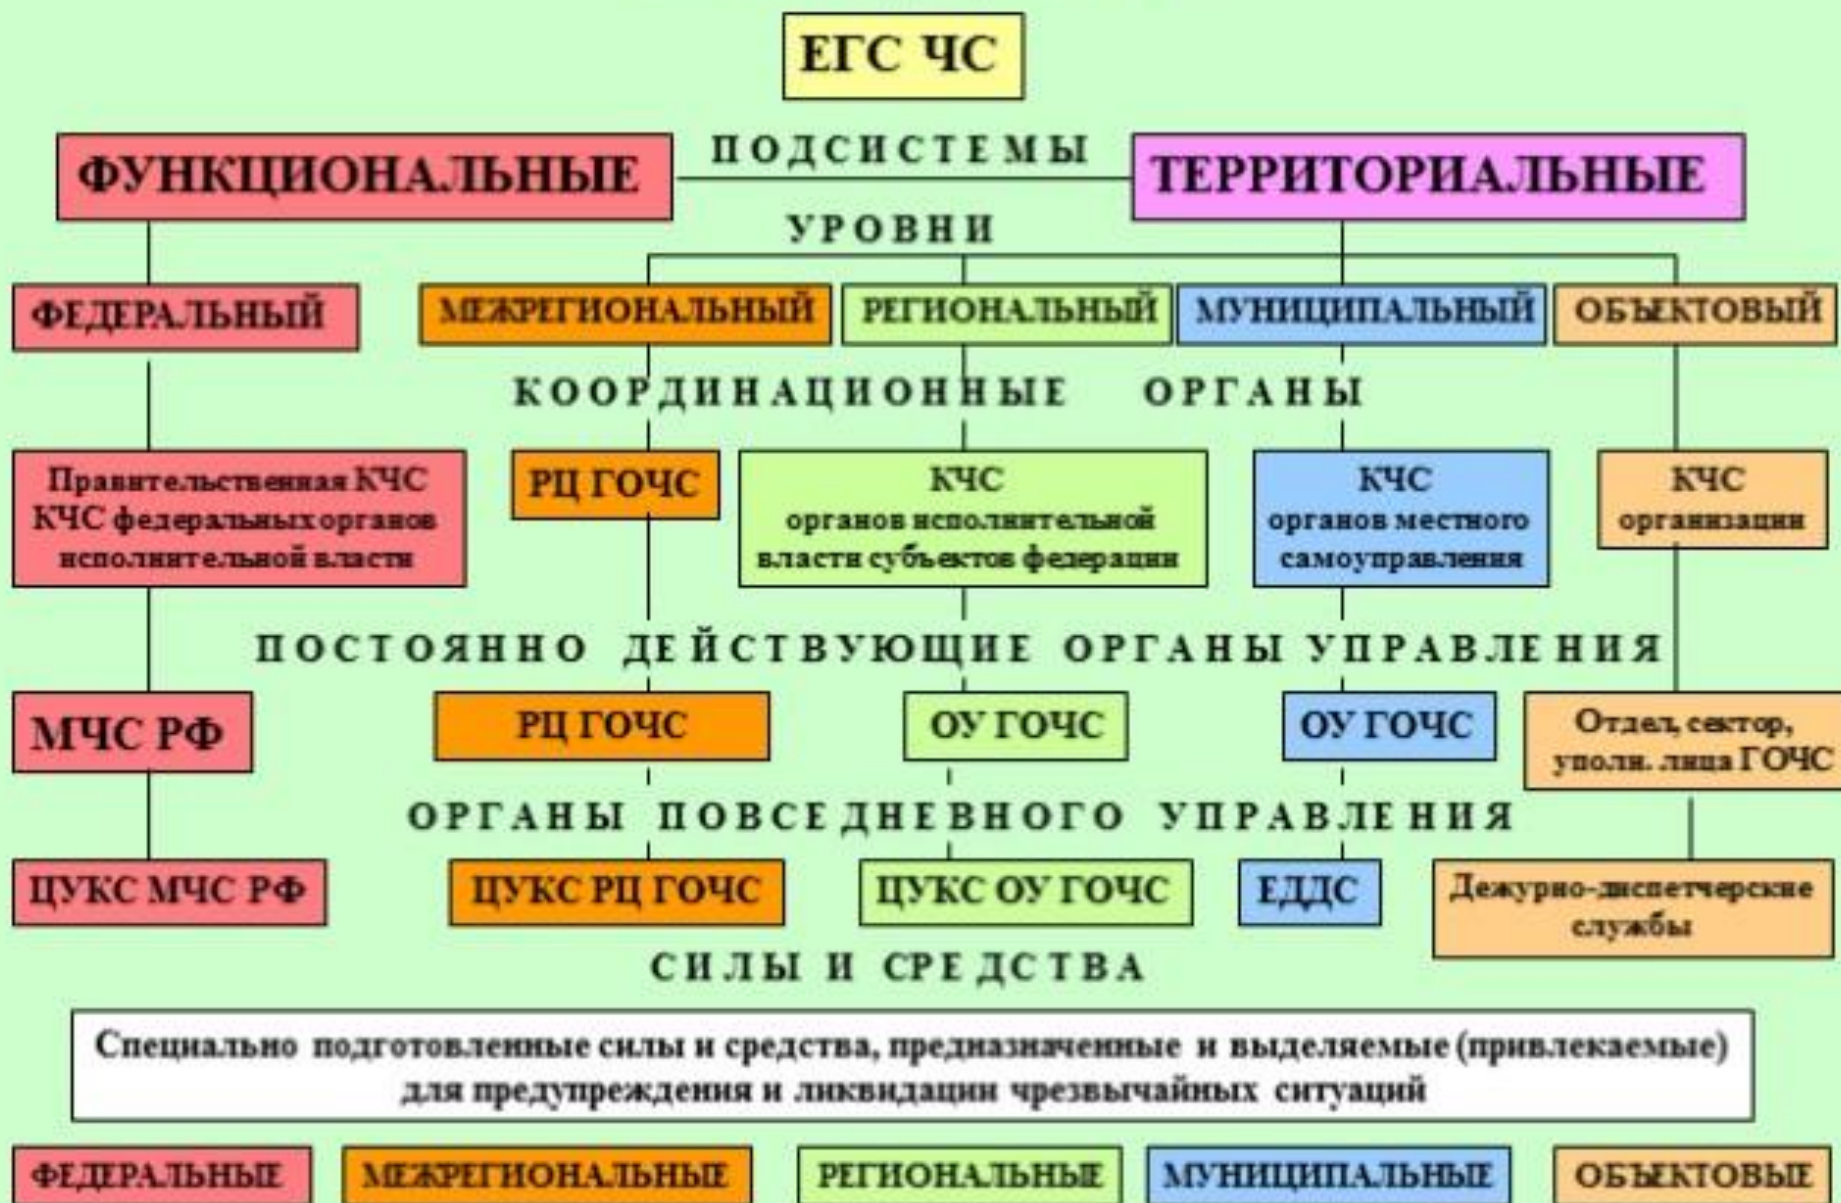 ЕГС ЧС
ПОДСИСТЕМЫ
ФУНКЦИОНАЛЬНЫЕ
ТЕРРИТОРИАЛЬНЫЕ
УРОВНИ
ФЕДЕРАЛЬНЫЙ
МЕЖРЕГИОНАЛЬНЫЙ
РЕГИОНАЛЬНЫЙ
МУНИЦИПАЛЬНЫЙ
ОБЪЕКТОВЫЙ
КООРДИНАЦИОННЫЕ ОРГАНЫ
Правительственная КЧС
КЧС федеральных органов
исполнительной власти
РЦ ГОЧС
КЧС
органов исполнительной
власти субъектов федерации
КЧС
органов местного
самоуправления
КЧС
организации
ПОСТОЯННО ДЕЙСТВУЮЩИЕ ОРГАНЫ УПРАВЛЕНИЯ
МЧС РФ
РЦ ГОЧС
ОУ ГОЧС
ОУ ГОЧС
Отдел, сектор,
уполн. лица ГОЧС
ОРГАНЫ ПОВСЕДНЕВНОГО УПРАВЛЕНИЯ
ЦУКС МЧС РФ
ЦУКС РЦ ГОЧС
ЦУКС ОУ ГОЧС
ЕДДС
Дежурно-диспетчерские
службы
СИЛЫ И СРЕДСТВА
Специально подготовленные силы и средства, предназначенные и выделяемые (привлекаемые)
для предупреждения и ликвидации чрезвычайных ситуаций
ФЕДЕРАЛЬНЫЕ
МЕЖРЕГИОНАЛЬНЫЕ
РЕГИОНАЛЬНЫЕ
МУНИЦИПАЛЬНЫЕ
ОБЪЕКТОВЫЕ